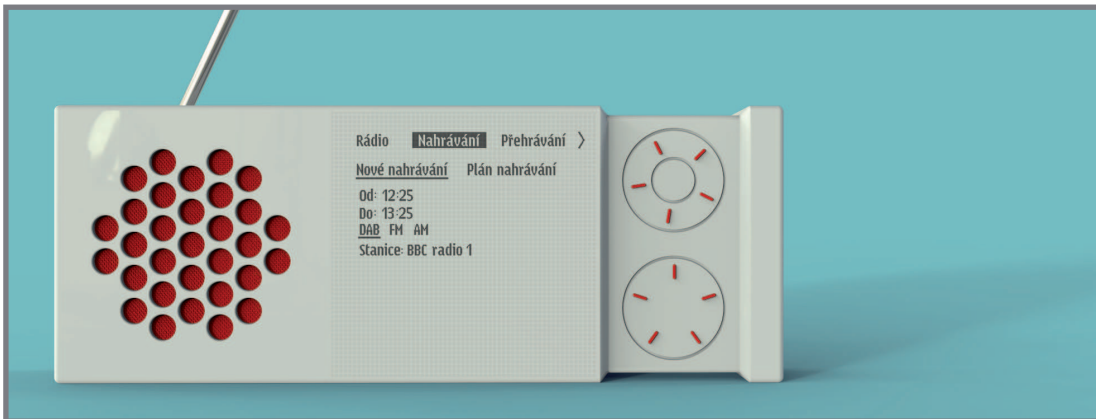 Rádio Nahrávání Přehrávání >
Nové nahrávání Plán nahrávání
Od: 12:25
Do: 13:25
DAB FM AM
Stanice: BBC radio 1